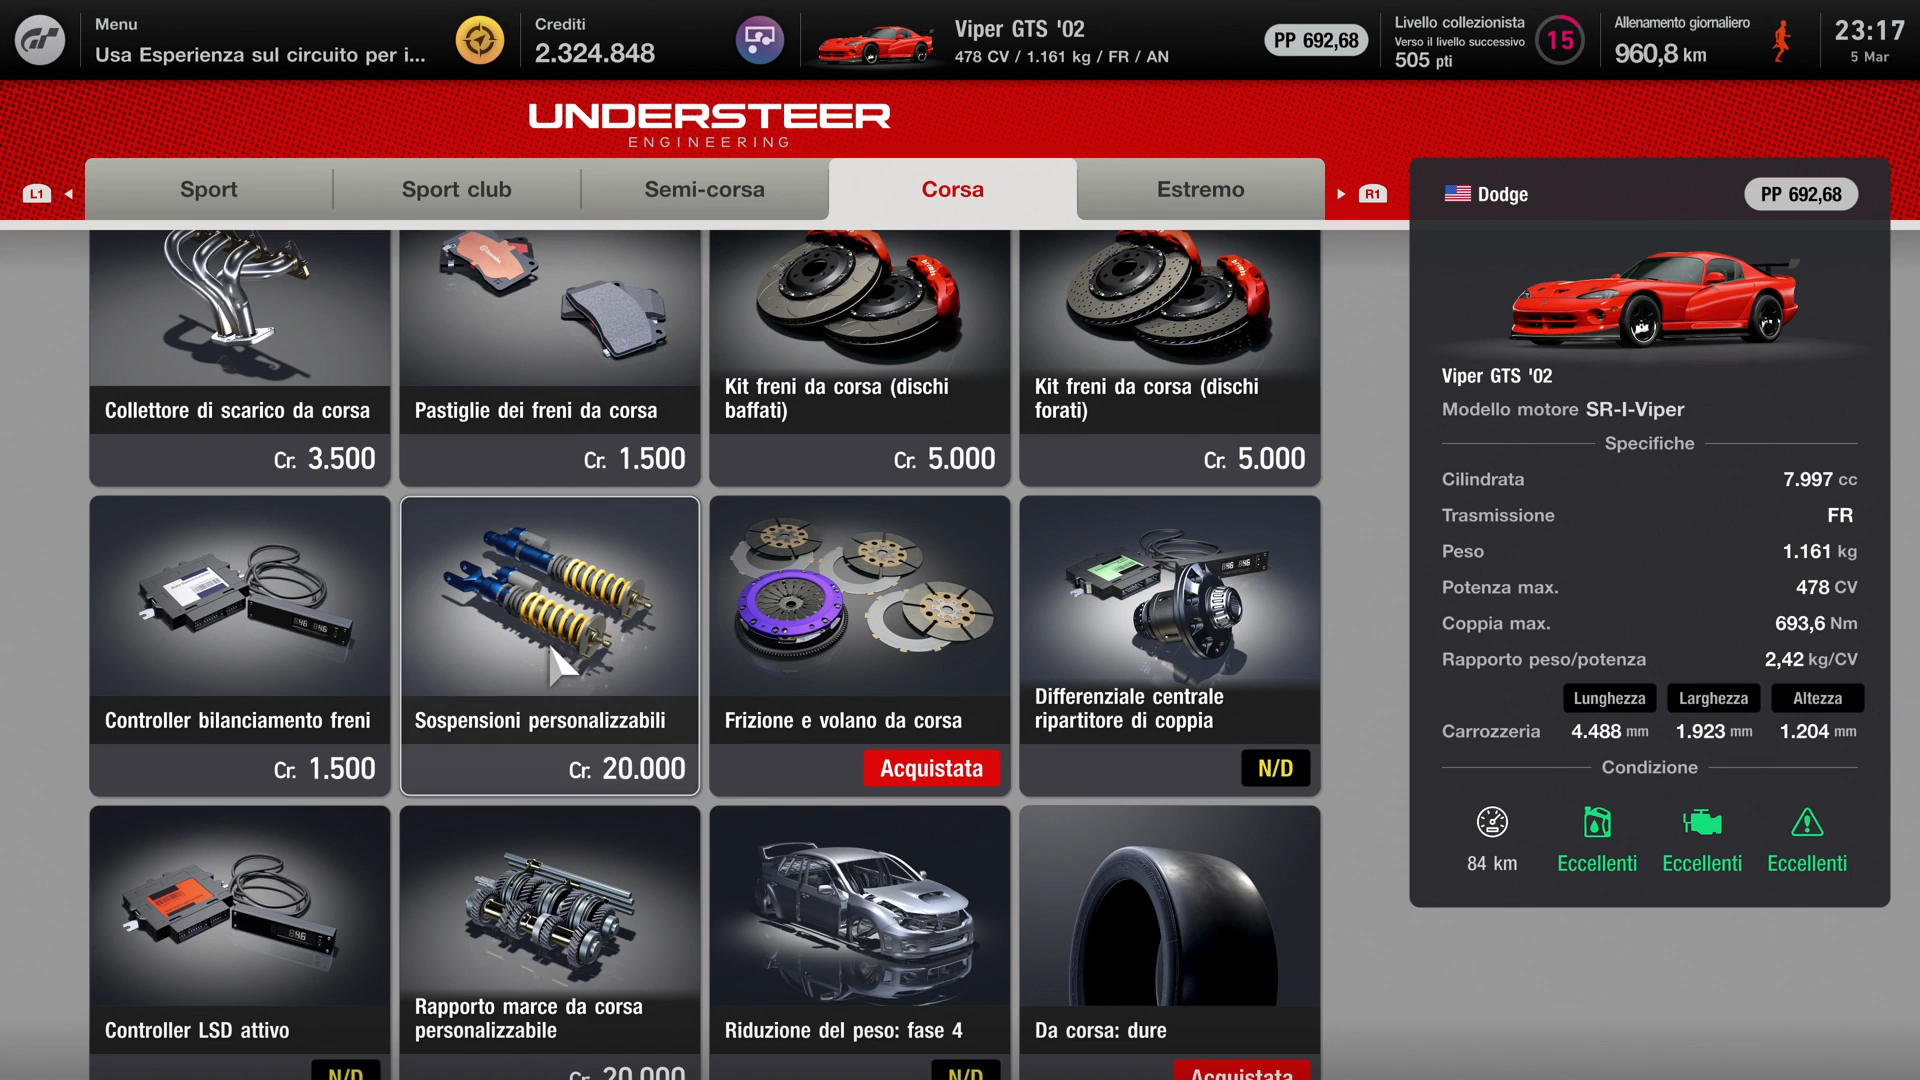 Menu
Usa Esperienza sul circuito per i...
Crediti
2.324.848
Viper GTS '02
478 CV / 1.161 kg / FR / AN
PP 692,68
Livello collezionista
Verso il livello successivo
505 pti
15
Allenamento giornaliero
960,8 km
23:17
5 Mar
UNDERSTEER
ENGINEERING
L1
Sport
Sport club
Semi-corsa
Corsa
Estremo
R1
Collettore di scarico da corsa
Cr. 3.500
Pastiglie dei freni da corsa
Cr. 1.500
Kit freni da corsa (dischi
baffati)
Cr. 5.000
Kit freni da corsa (dischi
forati)
Cr. 5.000
Controller bilanciamento freni
Cr. 1.500
Sospensioni personalizzabili
Cr. 20.000
Frizione e volano da corsa
Acquistata
Differenziale centrale
ripartitore di coppia
N/D
Controller LSD attivo
N/D
Rapporto marce da corsa
personalizzabile
Cr. 20.000
Riduzione del peso: fase 4
N/D
Da corsa: dure
Acquistata
Dodge
PP 692,68
Viper GTS '02
Modello motore SR-I-Viper
Specifiche
Cilindrata 7.997 cc
Trasmissione FR
Peso 1.161 kg
Potenza max. 478 CV
Coppia max. 693,6 Nm
Rapporto peso/potenza 2,42 kg/CV
Lunghezza Larghezza Altezza
Carrozzeria 4.488 mm 1.923 mm 1.204 mm
Condizione
84 km Eccellenti Eccellenti Eccellenti